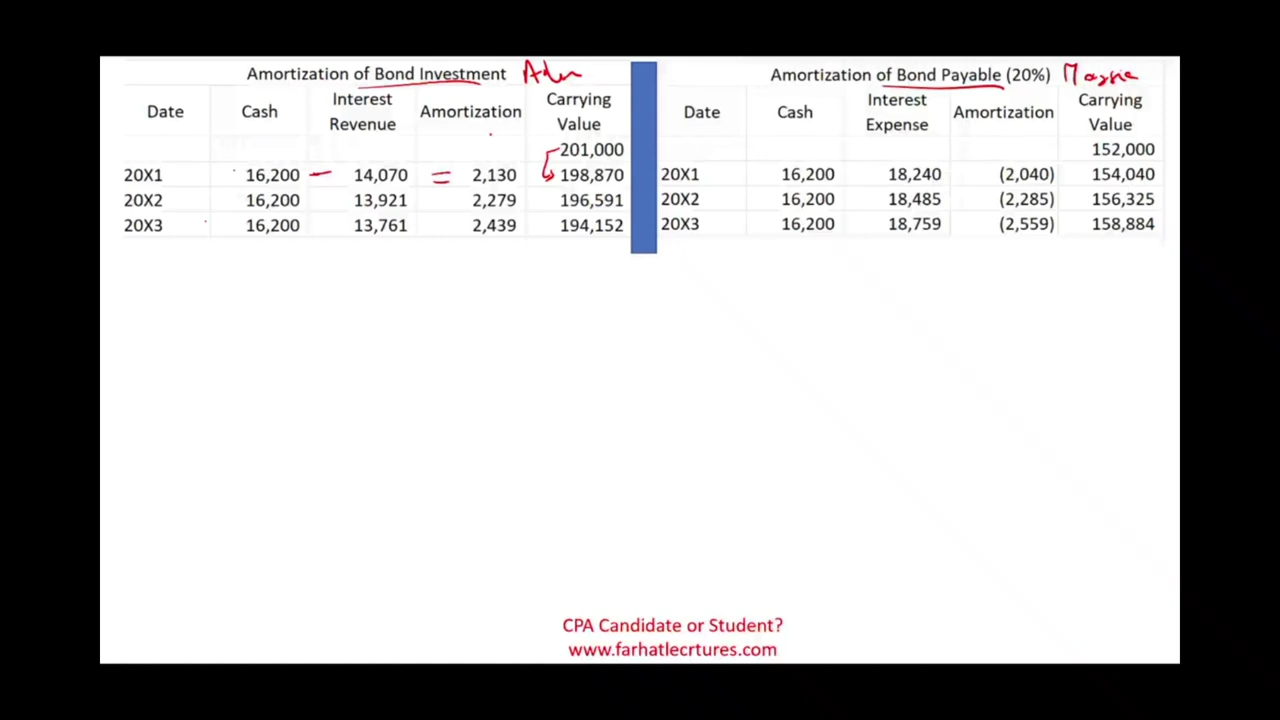 Amortization of Bond Investment
Date Cash Interest Revenue Amortization Carrying Value
201,000
20X1 16,200 - 14,070 = 2,130 198,870
20X2 16,200 13,921 2,279 196,591
20X3 16,200 13,761 2,439 194,152
Amortization of Bond Payable (20%)
Date Cash Interest Expense Amortization Carrying Value
152,000
20X1 16,200 18,240 (2,040) 154,040
20X2 16,200 18,485 (2,285) 156,325
20X3 16,200 18,759 (2,559) 158,884
CPA Candidate or Student?
www.farhatlecrtures.com